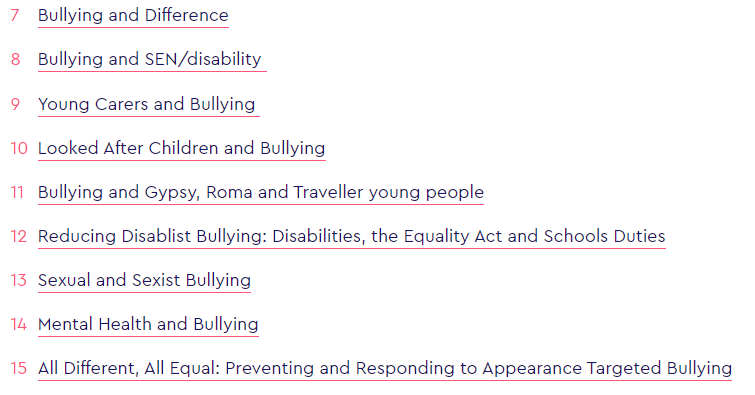 7 Bullying and Difference
8 Bullying and SEN/disability
9 Young Carers and Bullying
10 Looked After Children and Bullying
11 Bullying and Gypsy, Roma and Traveller young people
12 Reducing Disablist Bullying: Disabilities, the Equality Act and Schools Duties
13 Sexual and Sexist Bullying
14 Mental Health and Bullying
15 All Different, All Equal: Preventing and Responding to Appearance Targeted Bullying